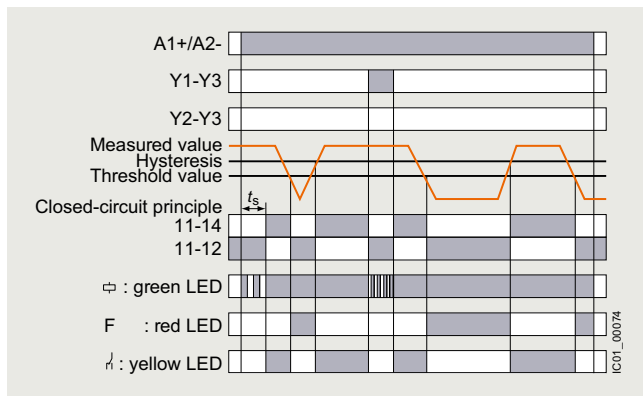 A1+/A2-
Y1-Y3
Y2-Y3
Measured value
Hysteresis
Threshold value
ts
Closed-circuit principle
11-14
11-12
: green LED
F : red LED
: yellow LED
IC01_00074